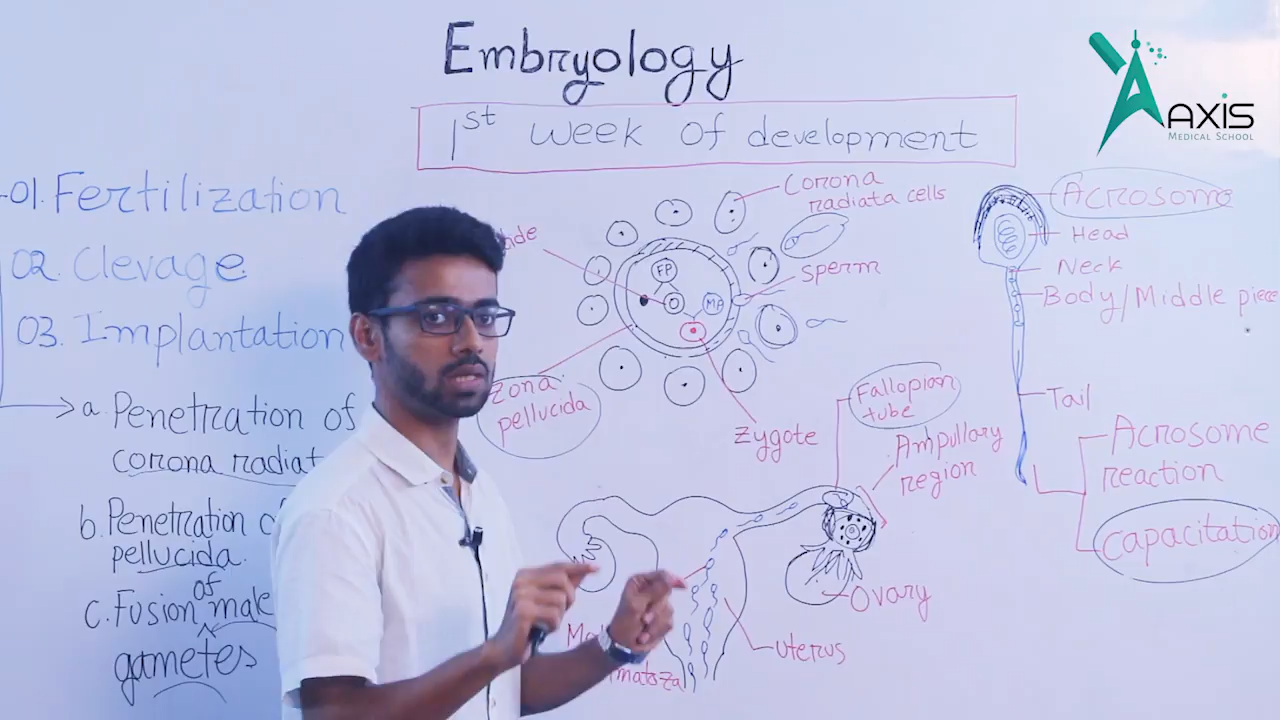 Embryology
1st week of development
AXIS
MEDICAL SCHOOL
01. Fertilization
02. Clevage
03. Implantation
a. Penetration of
corona radiat
b. Penetration
pellucida.
c. Fusion of male
gametes
Corona
radiata cells
sperm
FP
MP
Zona
pellucida
Zygote
Fallopian
tube
Ampullary
region
Ovary
uterus
Acrosome
Head
Neck
Body/Middle piece
Tail
Acrosome
reaction
capacitation